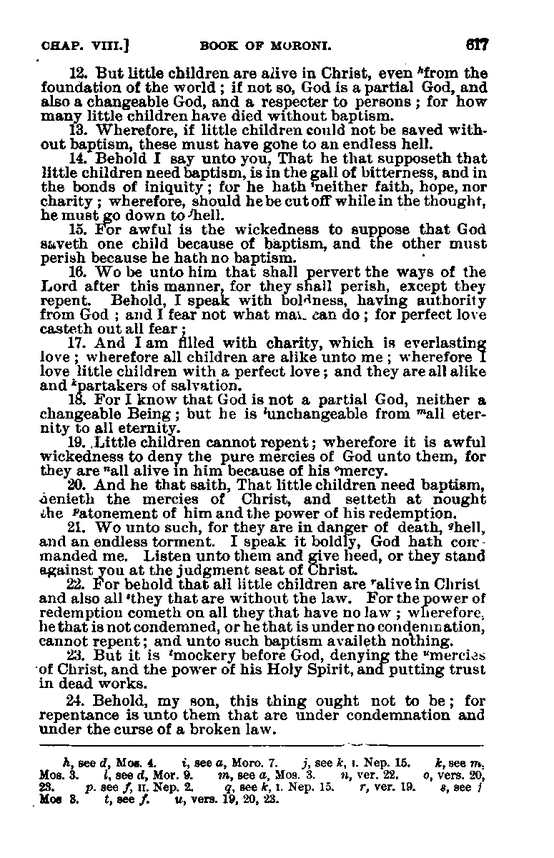 CHAP. VIII.] BOOK OF MORONI. 617
12. But little children are alive in Christ, even ʰfrom the
foundation of the world ; if not so, God is a partial God, and
also a changeable God, and a respecter to persons ; for how
many little children have died without baptism.
13. Wherefore, if little children could not be saved with-
out baptism, these must have gone to an endless hell.
14. Behold I say unto you, That he that supposeth that
little children need baptism, is in the gall of bitterness, and in
the bonds of iniquity ; for he hath ⁱneither faith, hope, nor
charity ; wherefore, should he be cut off while in the thought,
he must go down to ʲhell.
15. For awful is the wickedness to suppose that God
saveth one child because of baptism, and the other must
perish because he hath no baptism.
16. Wo be unto him that shall pervert the ways of the
Lord after this manner, for they shall perish, except they
repent. Behold, I speak with boldness, having authority
from God ; and I fear not what man can do ; for perfect love
casteth out all fear ;
17. And I am filled with charity, which is everlasting
love ; wherefore all children are alike unto me ; wherefore I
love little children with a perfect love ; and they are all alike
and ᵏpartakers of salvation.
18. For I know that God is not a partial God, neither a
changeable Being ; but he is ˡunchangeable from ᵐall eter-
nity to all eternity.
19. Little children cannot repent ; wherefore it is awful
wickedness to deny the pure mercies of God unto them, for
they are ⁿall alive in him because of his ᵒmercy.
20. And he that saith, That little children need baptism,
denieth the mercies of Christ, and setteth at nought
the ᵖatonement of him and the power of his redemption.
21. Wo unto such, for they are in danger of death, ᑫhell,
and an endless torment. I speak it boldly, God hath com-
manded me. Listen unto them and give heed, or they stand
against you at the judgment seat of Christ.
22. For behold that all little children are ʳalive in Christ
and also all ˢthey that are without the law. For the power of
redemption cometh on all they that have no law ; wherefore,
he that is not condemned, or he that is under no condemnation,
cannot repent ; and unto such baptism availeth nothing.
23. But it is ᵗmockery before God, denying the ᵘmercies
of Christ, and the power of his Holy Spirit, and putting trust
in dead works.
24. Behold, my son, this thing ought not to be ; for
repentance is unto them that are under condemnation and
under the curse of a broken law.
h, see d, Mos. 4. i, see a, Moro. 7. j, see k, I. Nep. 15. k, see m,
Mos. 3. l, see d, Mor. 9. m, see a, Mos. 3. n, ver. 22. o, vers. 20,
23. p. see f, II. Nep. 2. q, see k, I. Nep. 15. r, ver. 19. s, see f
Mos 3. t, see f. u, vers. 19, 20, 23.